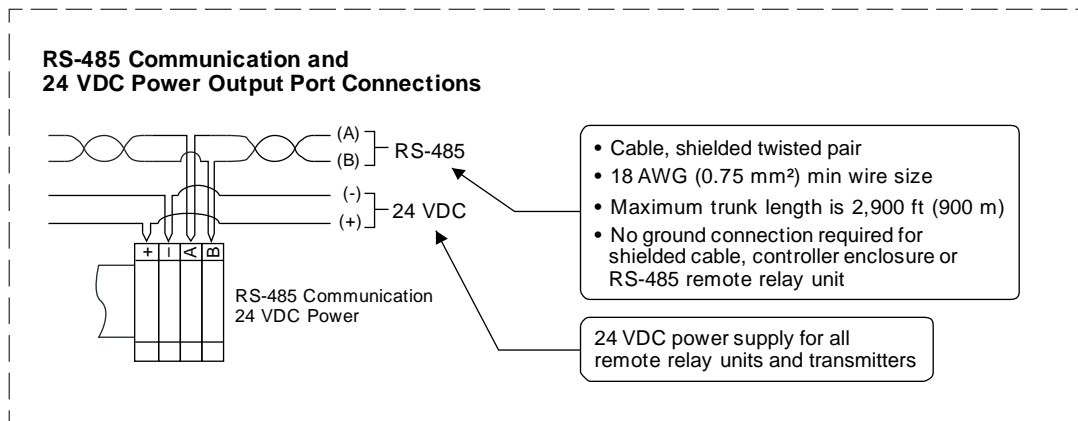 RS-485 Communication and
24 VDC Power Output Port Connections
(A)
(B)
RS-485
(-)
(+)
24 VDC
+
–
A
B
RS-485 Communication
24 VDC Power
• Cable, shielded twisted pair
• 18 AWG (0.75 mm²) min wire size
• Maximum trunk length is 2,900 ft (900 m)
• No ground connection required for
shielded cable, controller enclosure or
RS-485 remote relay unit
24 VDC power supply for all
remote relay units and transmitters